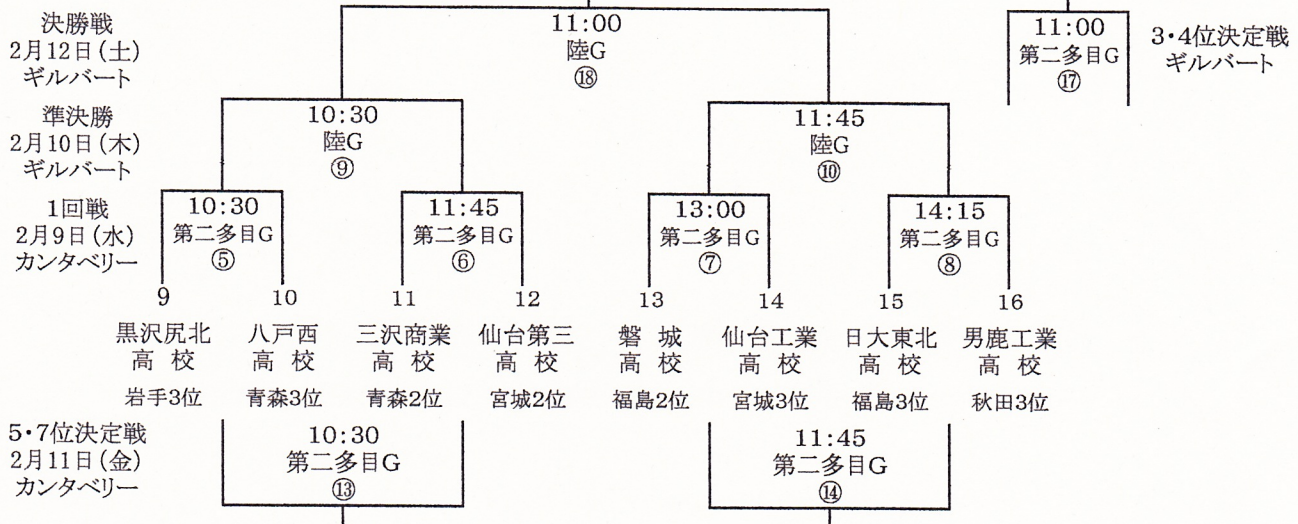 決勝戦
2月12日(土)
ギルバート
11:00
陸G
⑱
11:00
第二多目G
⑰
3・4位決定戦
ギルバート
準決勝
2月10日(木)
ギルバート
10:30
陸G
⑨
11:45
陸G
⑩
1回戦
2月9日(水)
カンタベリー
10:30
第二多目G
⑤
11:45
第二多目G
⑥
13:00
第二多目G
⑦
14:15
第二多目G
⑧
9 10 11 12 13 14 15 16
黒沢尻北 八戸西 三沢商業 仙台第三 磐城 仙台工業 日大東北 男鹿工業
高校 高校 高校 高校 高校 高校 高校 高校
岩手3位 青森3位 青森2位 宮城2位 福島2位 宮城3位 福島3位 秋田3位
5・7位決定戦
2月11日(金)
カンタベリー
10:30
第二多目G
⑬
11:45
第二多目G
⑭